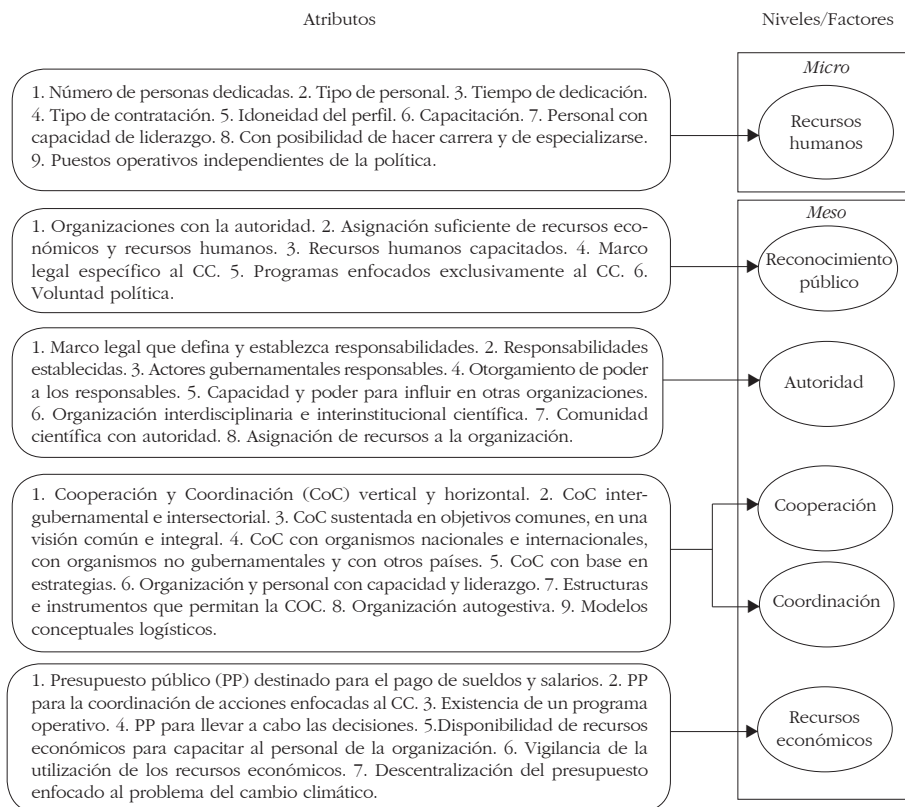 Atributos
Niveles/Factores
1. Número de personas dedicadas. 2. Tipo de personal. 3. Tiempo de dedicación.
4. Tipo de contratación. 5. Idoneidad del perfil. 6. Capacitación. 7. Personal con
capacidad de liderazgo. 8. Con posibilidad de hacer carrera y de especializarse.
9. Puestos operativos independientes de la política.
Micro
Recursos
humanos
1. Organizaciones con la autoridad. 2. Asignación suficiente de recursos eco-
nómicos y recursos humanos. 3. Recursos humanos capacitados. 4. Marco
legal específico al CC. 5. Programas enfocados exclusivamente al CC. 6.
Voluntad política.
Meso
Reconocimiento
público
1. Marco legal que defina y establezca responsabilidades. 2. Responsabilidades
establecidas. 3. Actores gubernamentales responsables. 4. Otorgamiento de poder
a los responsables. 5. Capacidad y poder para influir en otras organizaciones.
6. Organización interdisciplinaria e interinstitucional científica. 7. Comunidad
científica con autoridad. 8. Asignación de recursos a la organización.
Autoridad
1. Cooperación y Coordinación (CoC) vertical y horizontal. 2. CoC inter-
gubernamental e intersectorial. 3. CoC sustentada en objetivos comunes, en una
visión común e integral. 4. CoC con organismos nacionales e internacionales,
con organismos no gubernamentales y con otros países. 5. CoC con base en
estrategias. 6. Organización y personal con capacidad y liderazgo. 7. Estructuras
e instrumentos que permitan la COC. 8. Organización autogestiva. 9. Modelos
conceptuales logísticos.
Cooperación
Coordinación
1. Presupuesto público (PP) destinado para el pago de sueldos y salarios. 2. PP
para la coordinación de acciones enfocadas al CC. 3. Existencia de un programa
operativo. 4. PP para llevar a cabo las decisiones. 5.Disponibilidad de recursos
económicos para capacitar al personal de la organización. 6. Vigilancia de la
utilización de los recursos económicos. 7. Descentralización del presupuesto
enfocado al problema del cambio climático.
Recursos
económicos